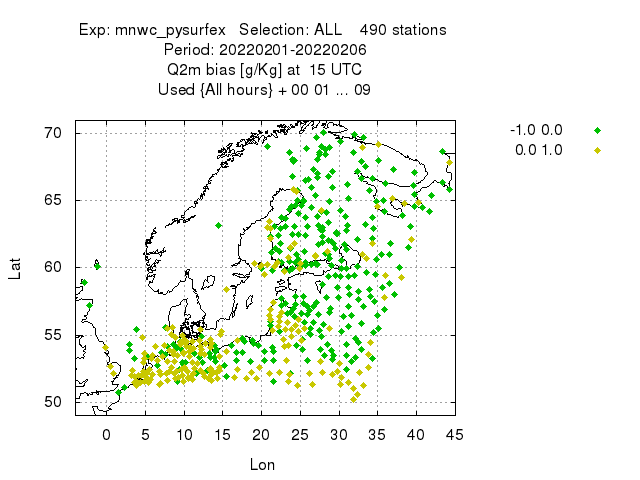 Exp: mnwc_pysurfex   Selection: ALL    490 stations
Period: 20220201-20220206
Q2m bias [g/Kg] at  15 UTC
Used {All hours} + 00 01 ... 09
-1.0 0.0
0.0 1.0
70
65
60
55
50
Lat
0 5 10 15 20 25 30 35 40 45
Lon